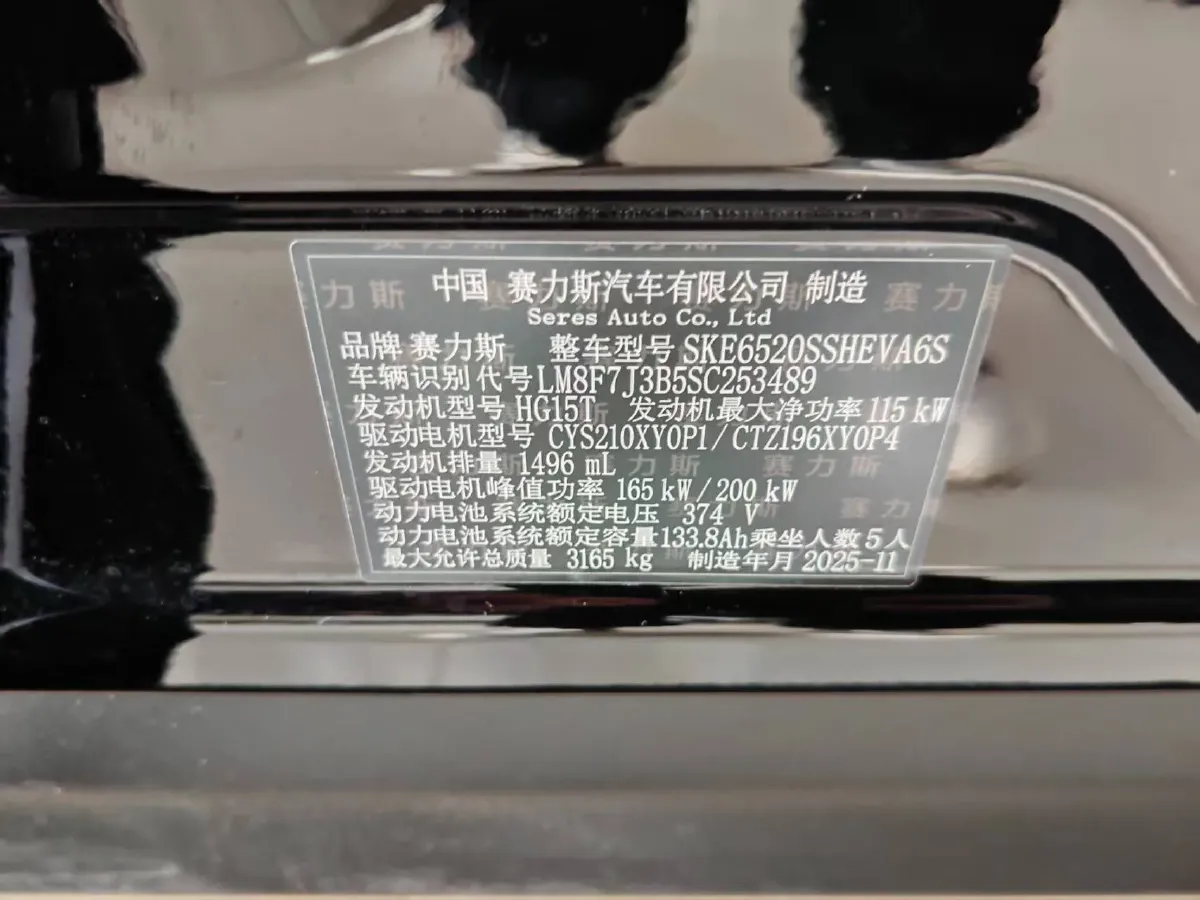 中国 赛力斯汽车有限公司 制造
Seres Auto Co., Ltd
品牌 赛力斯 整车型号 SKE6520SSHEVA6S
车辆识别代号 LM8F7J3B5SC253489
发动机型号 HG15T 发动机最大净功率 115 kW
驱动电机型号 CYS210XY0P1/CTZ196XY0P4
发动机排量 1496 mL
驱动电机峰值功率 165 kW/200 kW
动力电池系统额定电压 374 V
动力电池系统额定容量 133.8Ah 乘坐人数 5 人
最大允许总质量 3165 kg 制造年月 2025-11